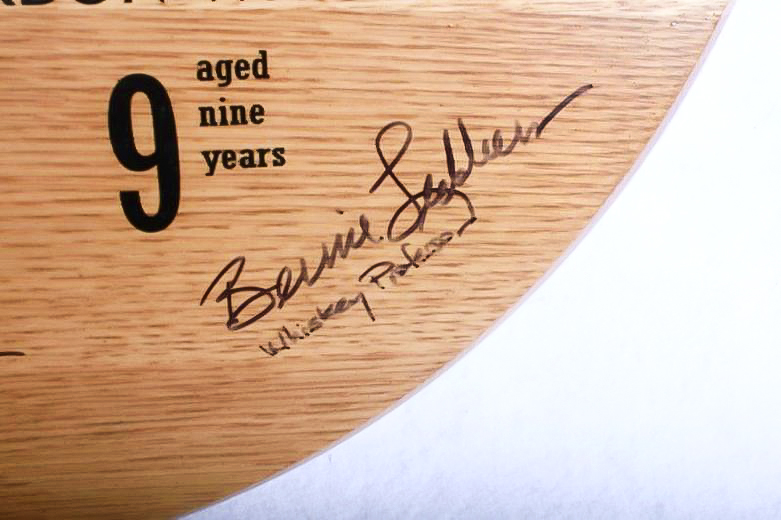 9
aged
nine
years
Bernie Lubbers
Whiskey Professor